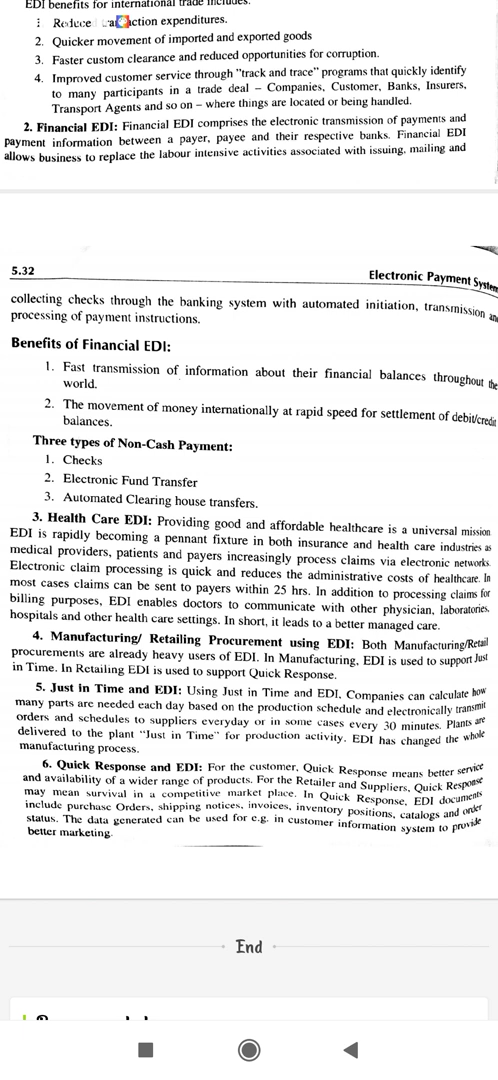 EDI benefits for international trade includes:
Reduce transaction expenditures.
2. Quicker movement of imported and exported goods
3. Faster custom clearance and reduced opportunities for corruption.
4. Improved customer service through "track and trace" programs that quickly identify
to many participants in a trade deal – Companies, Customer, Banks, Insurers,
Transport Agents and so on – where things are located or being handled.
2. Financial EDI: Financial EDI comprises the electronic transmission of payments and
payment information between a payer, payee and their respective banks. Financial EDI
allows business to replace the labour intensive activities associated with issuing, mailing and
5.32
Electronic Payment System
collecting checks through the banking system with automated initiation, transmission an
processing of payment instructions.
Benefits of Financial EDI:
1. Fast transmission of information about their financial balances throughout the
world.
2. The movement of money internationally at rapid speed for settlement of debit/credit
balances.
Three types of Non-Cash Payment:
1. Checks
2. Electronic Fund Transfer
3. Automated Clearing house transfers.
3. Health Care EDI: Providing good and affordable healthcare is a universal mission
EDI is rapidly becoming a pennant fixture in both insurance and health care industries as
medical providers, patients and payers increasingly process claims via electronic networks.
Electronic claim processing is quick and reduces the administrative costs of healthcare. In
most cases claims can be sent to payers within 25 hrs. In addition to processing claims for
billing purposes, EDI enables doctors to communicate with other physician, laboratories,
hospitals and other health care settings. In short, it leads to a better managed care.
4. Manufacturing/ Retailing Procurement using EDI: Both Manufacturing/Retail
procurements are already heavy users of EDI. In Manufacturing, EDI is used to support Just
in Time. In Retailing EDI is used to support Quick Response.
5. Just in Time and EDI: Using Just in Time and EDI, Companies can calculate how
many parts are needed each day based on the production schedule and electronically transmit
orders and schedules to suppliers everyday or in some cases every 30 minutes. Plants are
delivered to the plant "Just in Time" for production activity. EDI has changed the whole
manufacturing process.
6. Quick Response and EDI: For the customer, Quick Response means better service
and availability of a wider range of products. For the Retailer and Suppliers, Quick Response
may mean survival in a competitive market place. In Quick Response, EDI documents
include purchase Orders, shipping notices, invoices, inventory positions, catalogs and order
status. The data generated can be used for e.g. in customer information system to provide
better marketing.
End